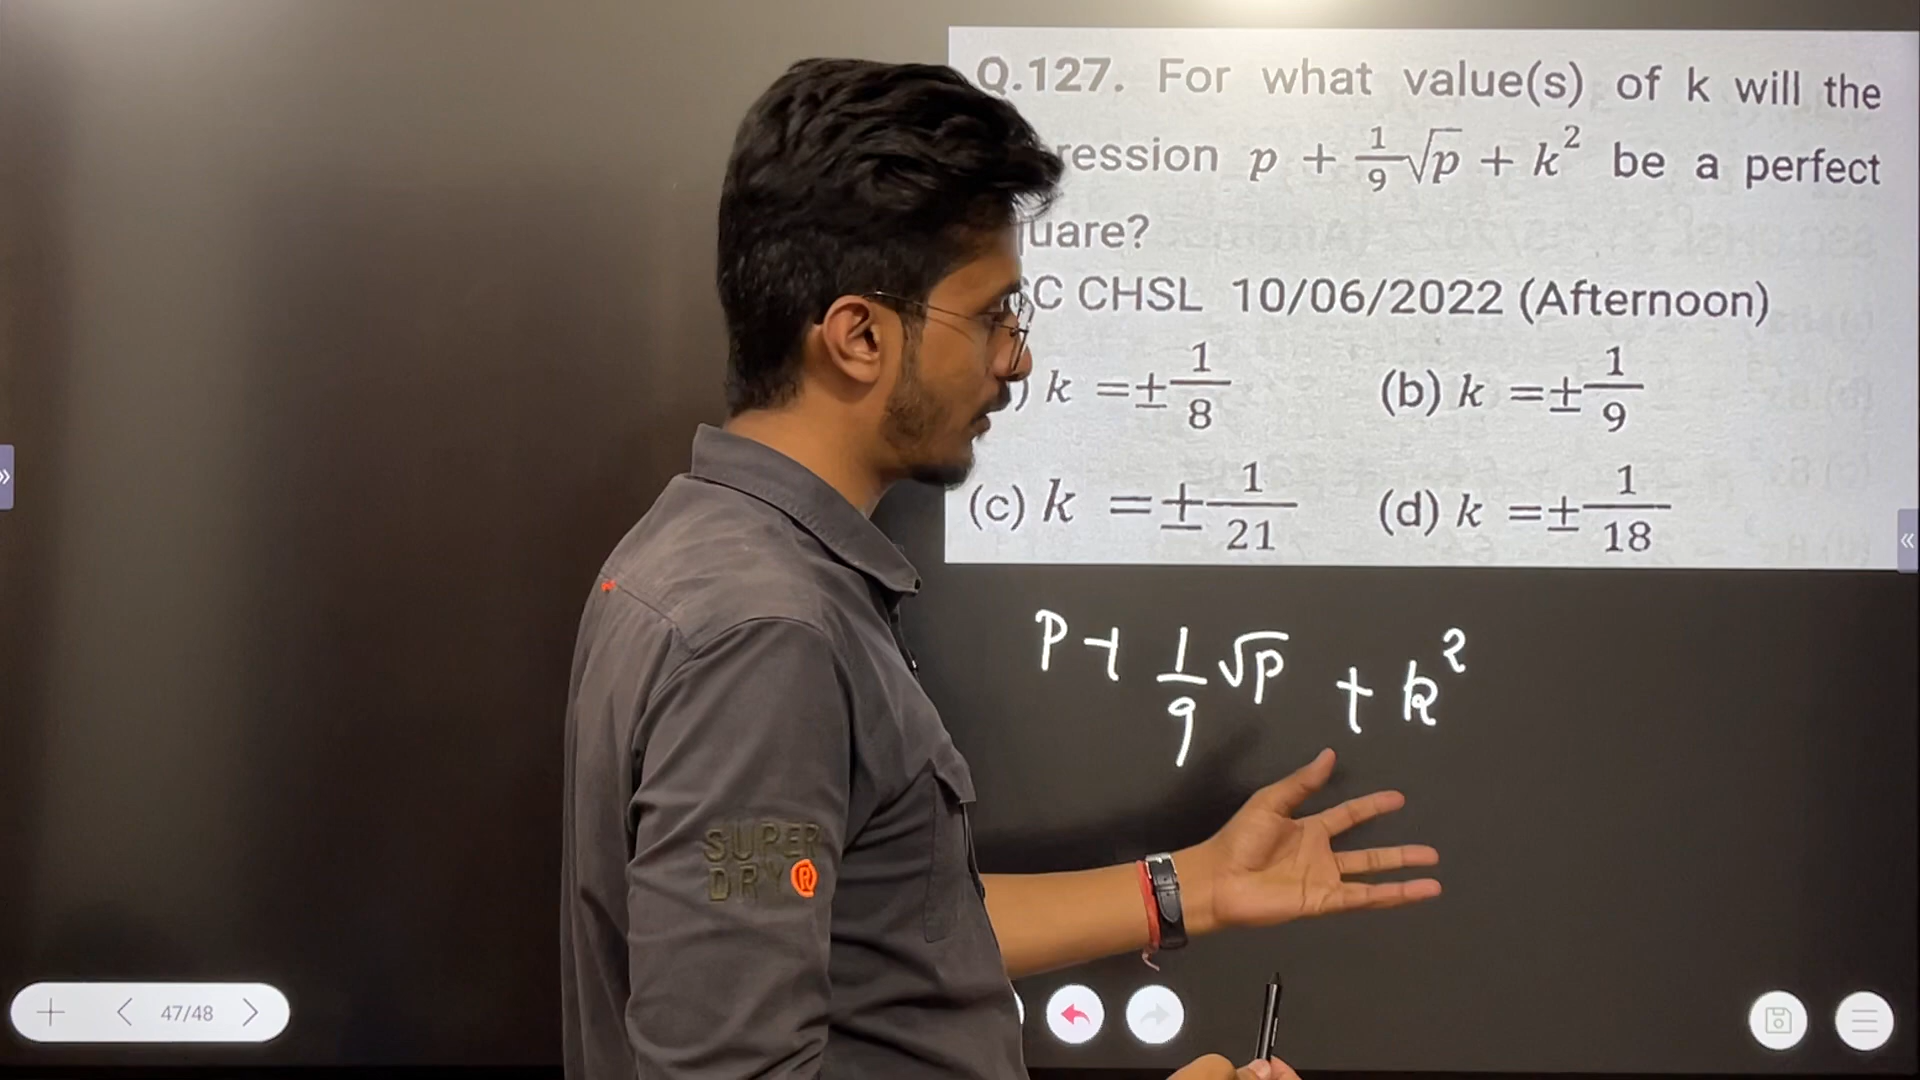 Q.127. For what value(s) of k will the
ression p + 1/9 √p + k² be a perfect
uare?
C CHSL 10/06/2022 (Afternoon)
) k = ± 1/8 (b) k = ± 1/9
(c) k = ± 1/21 (d) k = ± 1/18
P + 1/9 √p + k²
SUPER
DRY
47/48